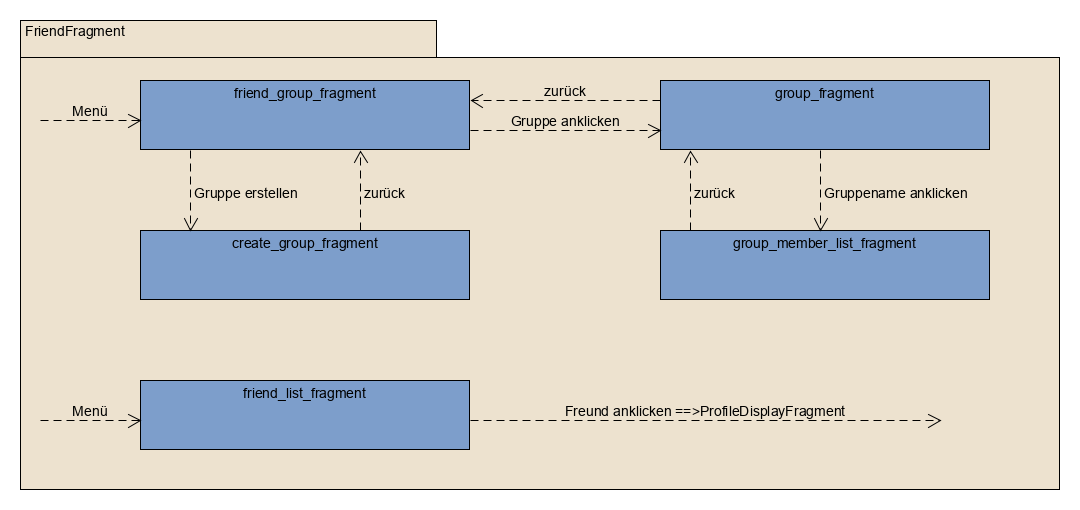 FriendFragment
friend_group_fragment
group_fragment
zurück
Menü
Gruppe anklicken
Gruppe erstellen
zurück
zurück
Gruppename anklicken
create_group_fragment
group_member_list_fragment
friend_list_fragment
Menü
Freund anklicken ==>ProfileDisplayFragment